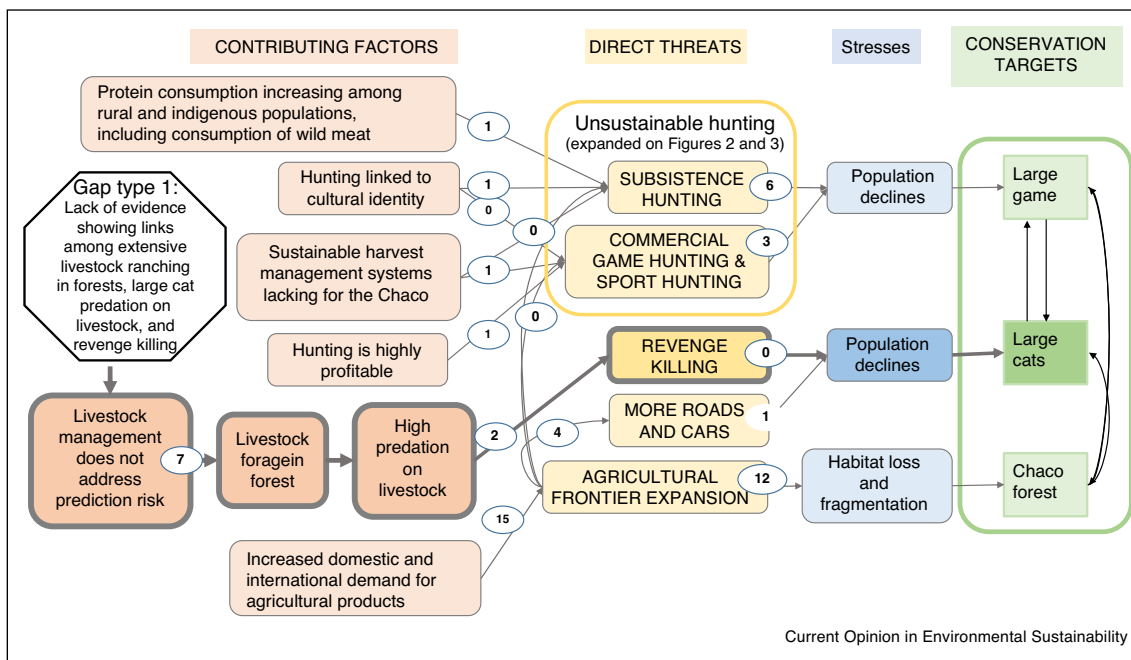 CONTRIBUTING FACTORS
DIRECT THREATS
Stresses
CONSERVATION
TARGETS
Protein consumption increasing among
rural and indigenous populations,
including consumption of wild meat
1
Unsustainable hunting
(expanded on Figures 2 and 3)
Gap type 1:
Lack of evidence
showing links
among extensive
livestock ranching
in forests, large cat
predation on
livestock, and
revenge killing
Hunting linked to
cultural identity
1
0
SUBSISTENCE
HUNTING
6
Population
declines
Large
game
Sustainable harvest
management systems
lacking for the Chaco
1
0
COMMERCIAL
GAME HUNTING &
SPORT HUNTING
3
Hunting is highly
profitable
1
0
REVENGE
KILLING
0
Population
declines
Large
cats
Livestock
management
does not
address
prediction risk
7
Livestock
foragein
forest
High
predation
on
livestock
2
4
MORE ROADS
AND CARS
1
AGRICULTURAL
FRONTIER EXPANSION
12
Habitat loss
and
fragmentation
Chaco
forest
15
Increased domestic and
international demand for
agricultural products
Current Opinion in Environmental Sustainability